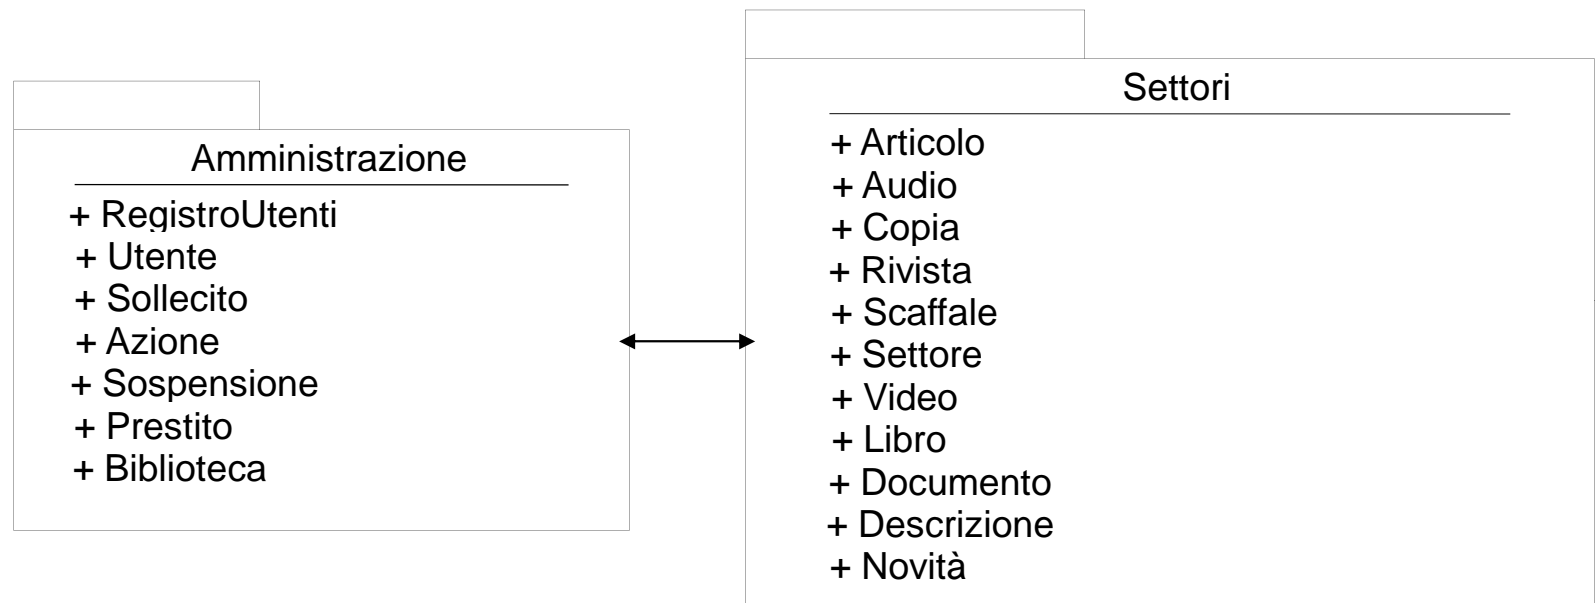 Amministrazione
+ RegistroUtenti
+ Utente
+ Sollecito
+ Azione
+ Sospensione
+ Prestito
+ Biblioteca
Settori
+ Articolo
+ Audio
+ Copia
+ Rivista
+ Scaffale
+ Settore
+ Video
+ Libro
+ Documento
+ Descrizione
+ Novità